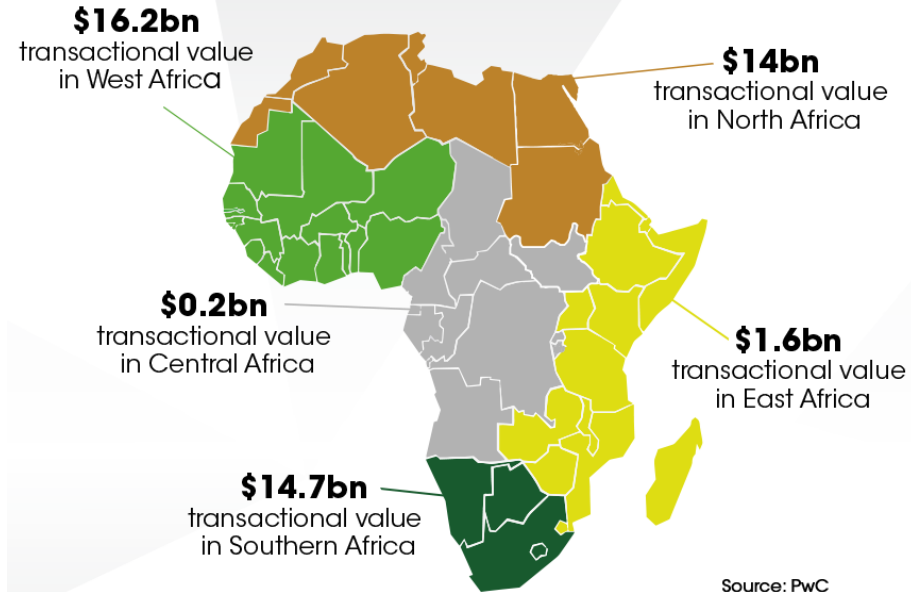 $16.2bn
transactional value
in West Africa
$14bn
transactional value
in North Africa
$0.2bn
transactional value
in Central Africa
$1.6bn
transactional value
in East Africa
$14.7bn
transactional value
in Southern Africa
Source: PwC